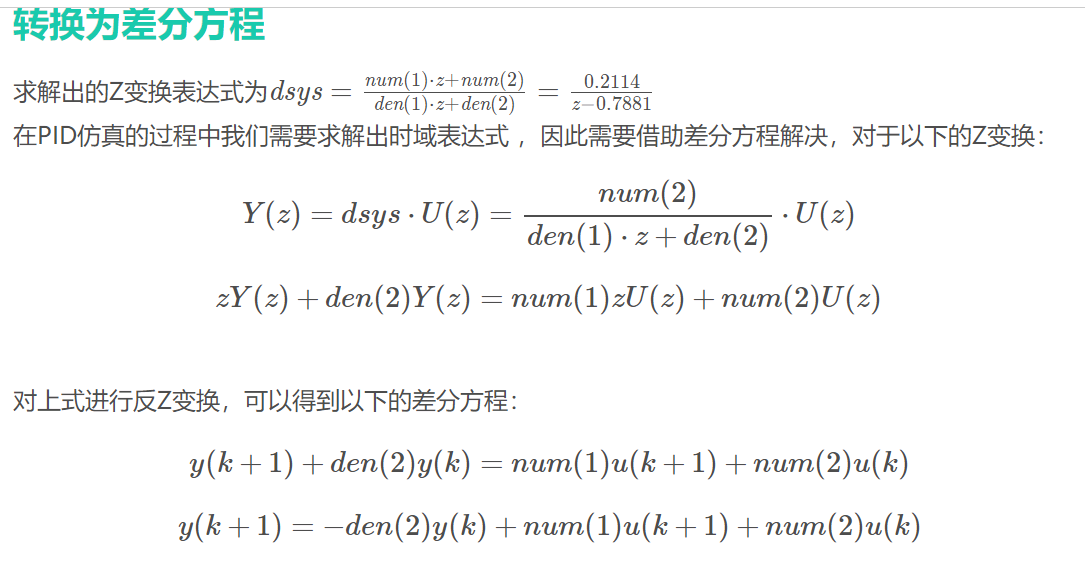 转换为差分方程
求解出的Z变换表达式为dsys = \frac{num(1)·z+num(2)}{den(1)·z+den(2)} = \frac{0.2114}{z−0.7881}
在PID仿真的过程中我们需要求解出时域表达式 ，因此需要借助差分方程解决，对于以下的Z变换：
Y(z) = dsys · U(z) = \frac{num(2)}{den(1) · z + den(2)} · U(z)
zY(z) + den(2)Y(z) = num(1)zU(z) + num(2)U(z)
对上式进行反Z变换，可以得到以下的差分方程：
y(k + 1) + den(2)y(k) = num(1)u(k + 1) + num(2)u(k)
y(k + 1) = −den(2)y(k) + num(1)u(k + 1) + num(2)u(k)